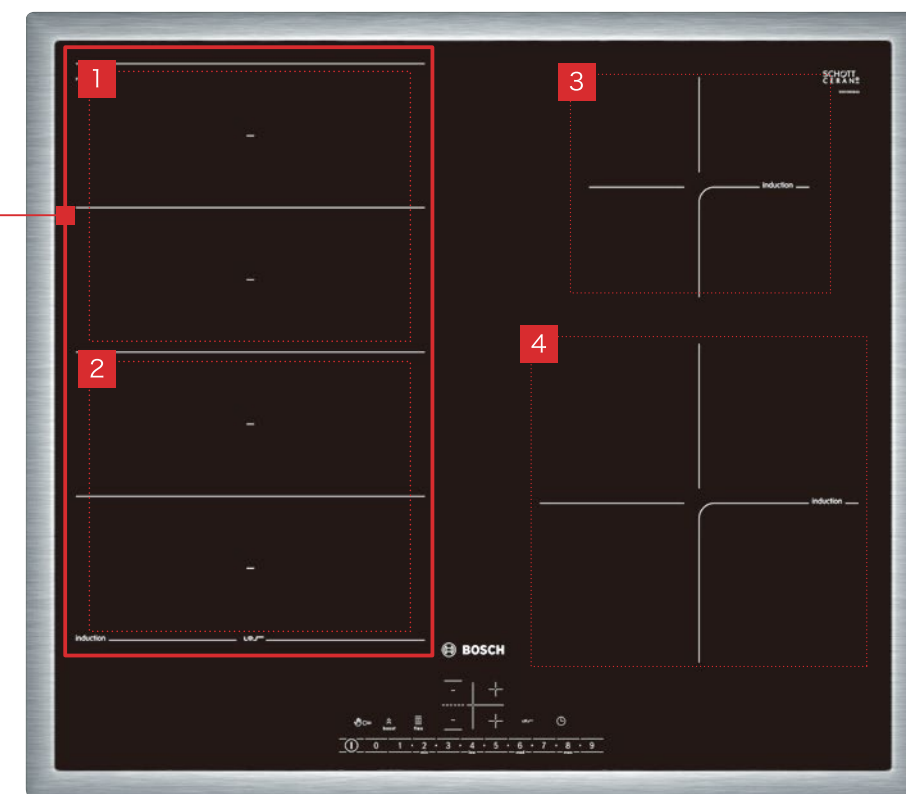 1
3
SCHOTT
CERAN®
induction
2
4
induction
induction
BOSCH
0 1 • 2 • 3 • 4 • 5 • 6 • 7 • 8 • 9